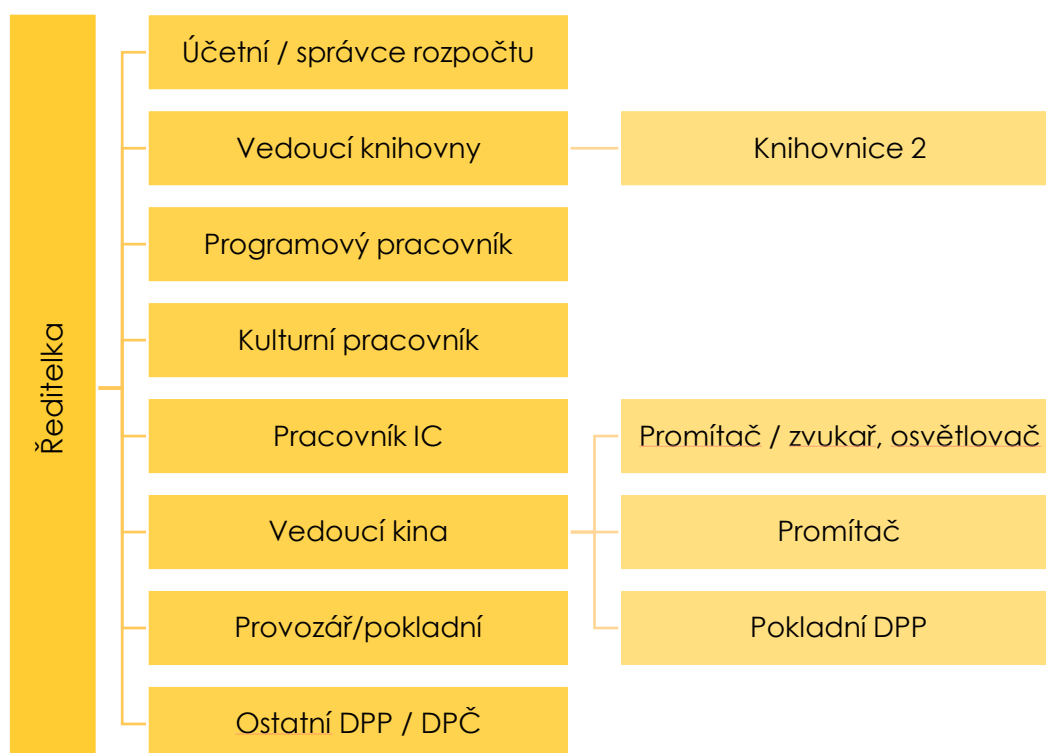 Ředitelka
Účetní / správce rozpočtu
Vedoucí knihovny
Knihovnice 2
Programový pracovník
Kulturní pracovník
Pracovník IC
Vedoucí kina
Promítač / zvukař, osvětlovač
Promítač
Pokladní DPP
Provozář/pokladní
Ostatní DPP / DPČ